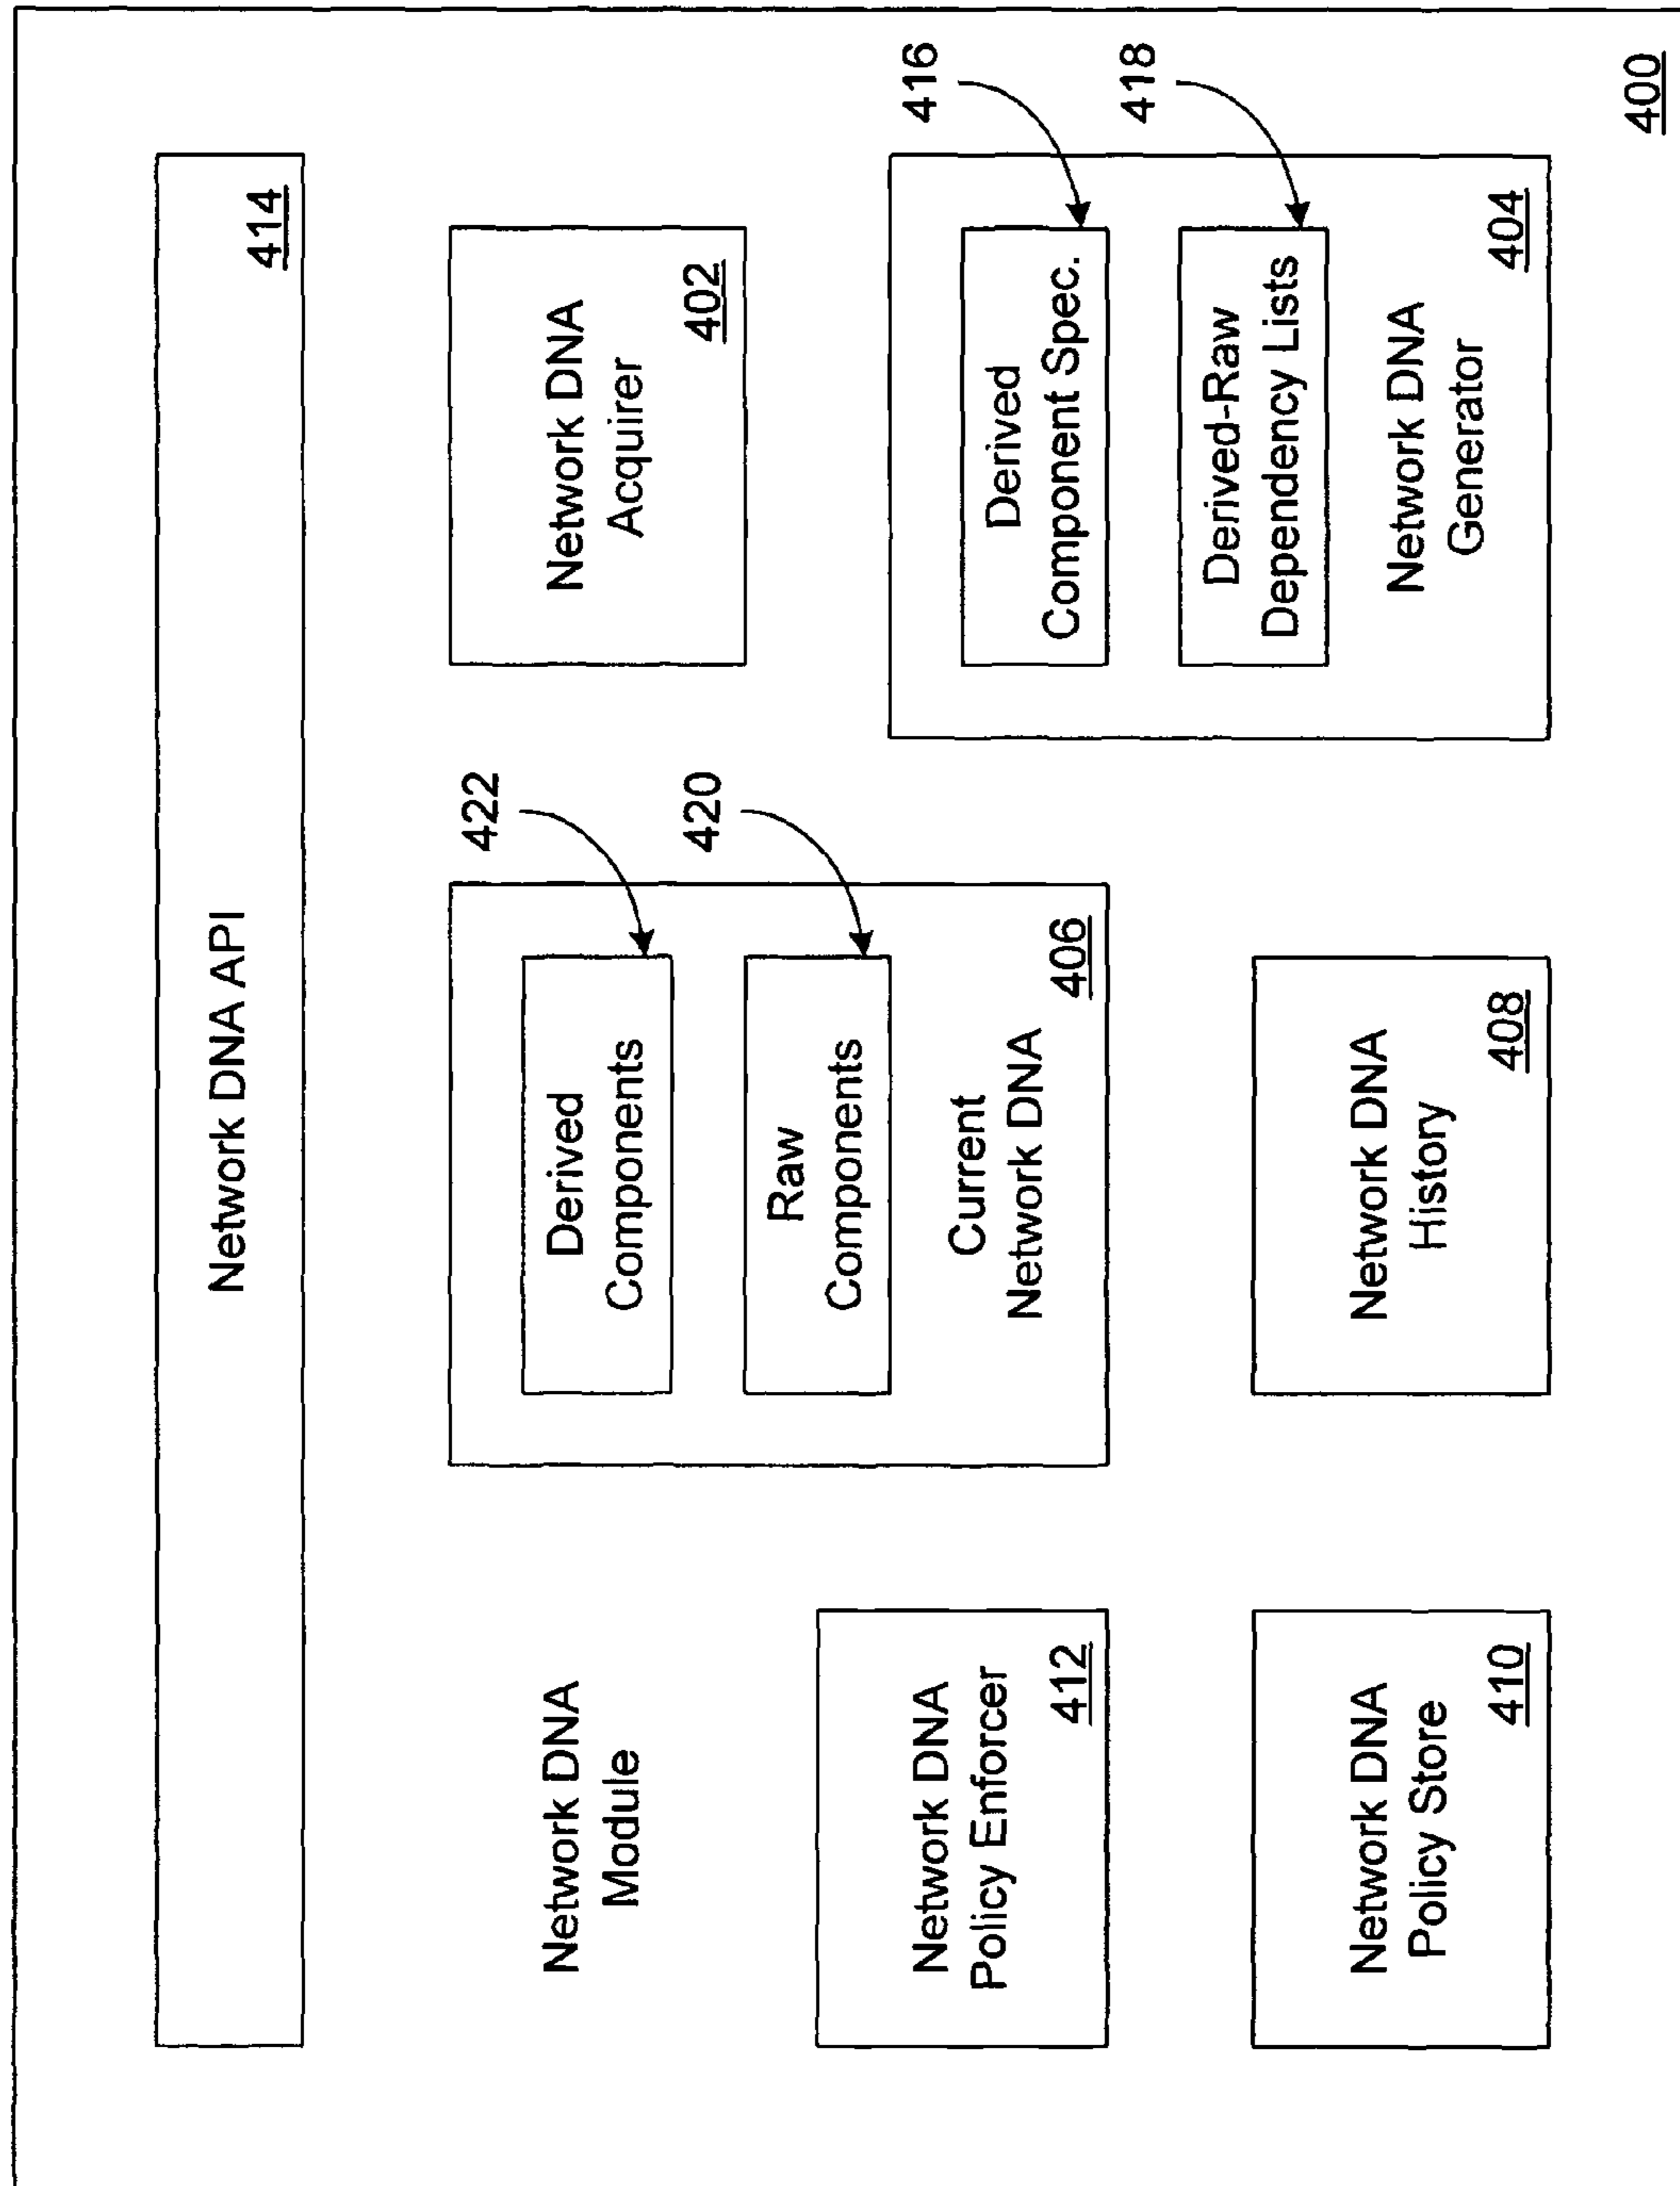 Network DNA API
414
Network DNA
Module
Network DNA
Policy Enforcer
412
Network DNA
Policy Store
410
422
Derived
Components
420
Raw
Components
Current
Network DNA
406
Network DNA
History
408
Network DNA
Acquirer
402
416
Derived
Component Spec.
418
Derived-Raw
Dependency Lists
Network DNA
Generator
404
400